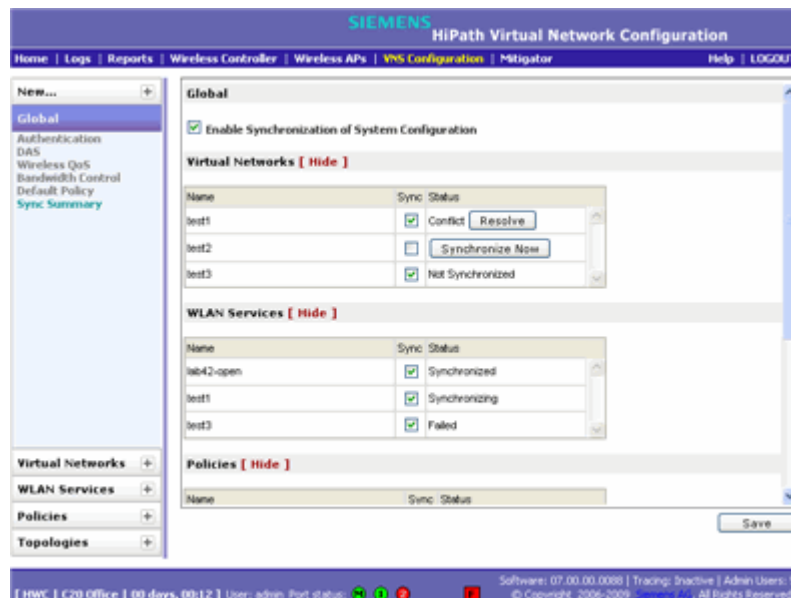 SIEMENS
HiPath Virtual Network Configuration
Home | Logs | Reports | Wireless Controller | Wireless APs | VNS Configuration | Mitigator Help | LOGOUT
New...
Global
Authentication
DAS
Wireless QoS
Bandwidth Control
Default Policy
Sync Summary
Virtual Networks
WLAN Services
Policies
Topologies
Global
Enable Synchronization of System Configuration
Virtual Networks [ Hide ]
Name Sync Status
test1 Conflict Resolve
test2 Synchronize Now
test3 Not Synchronized
WLAN Services [ Hide ]
Name Sync Status
lab42-open Synchronized
test1 Synchronizing
test3 Failed
Policies [ Hide ]
Name Sync Status
Save
[ HWC | C20 Office | 00 days, 00:12 ] User: admin Port status: M 1 2 F
Software: 07.00.00.0088 | Tracing: Inactive | Admin Users:
© Copyright 2006-2009 Siemens AG. All Rights Reserved